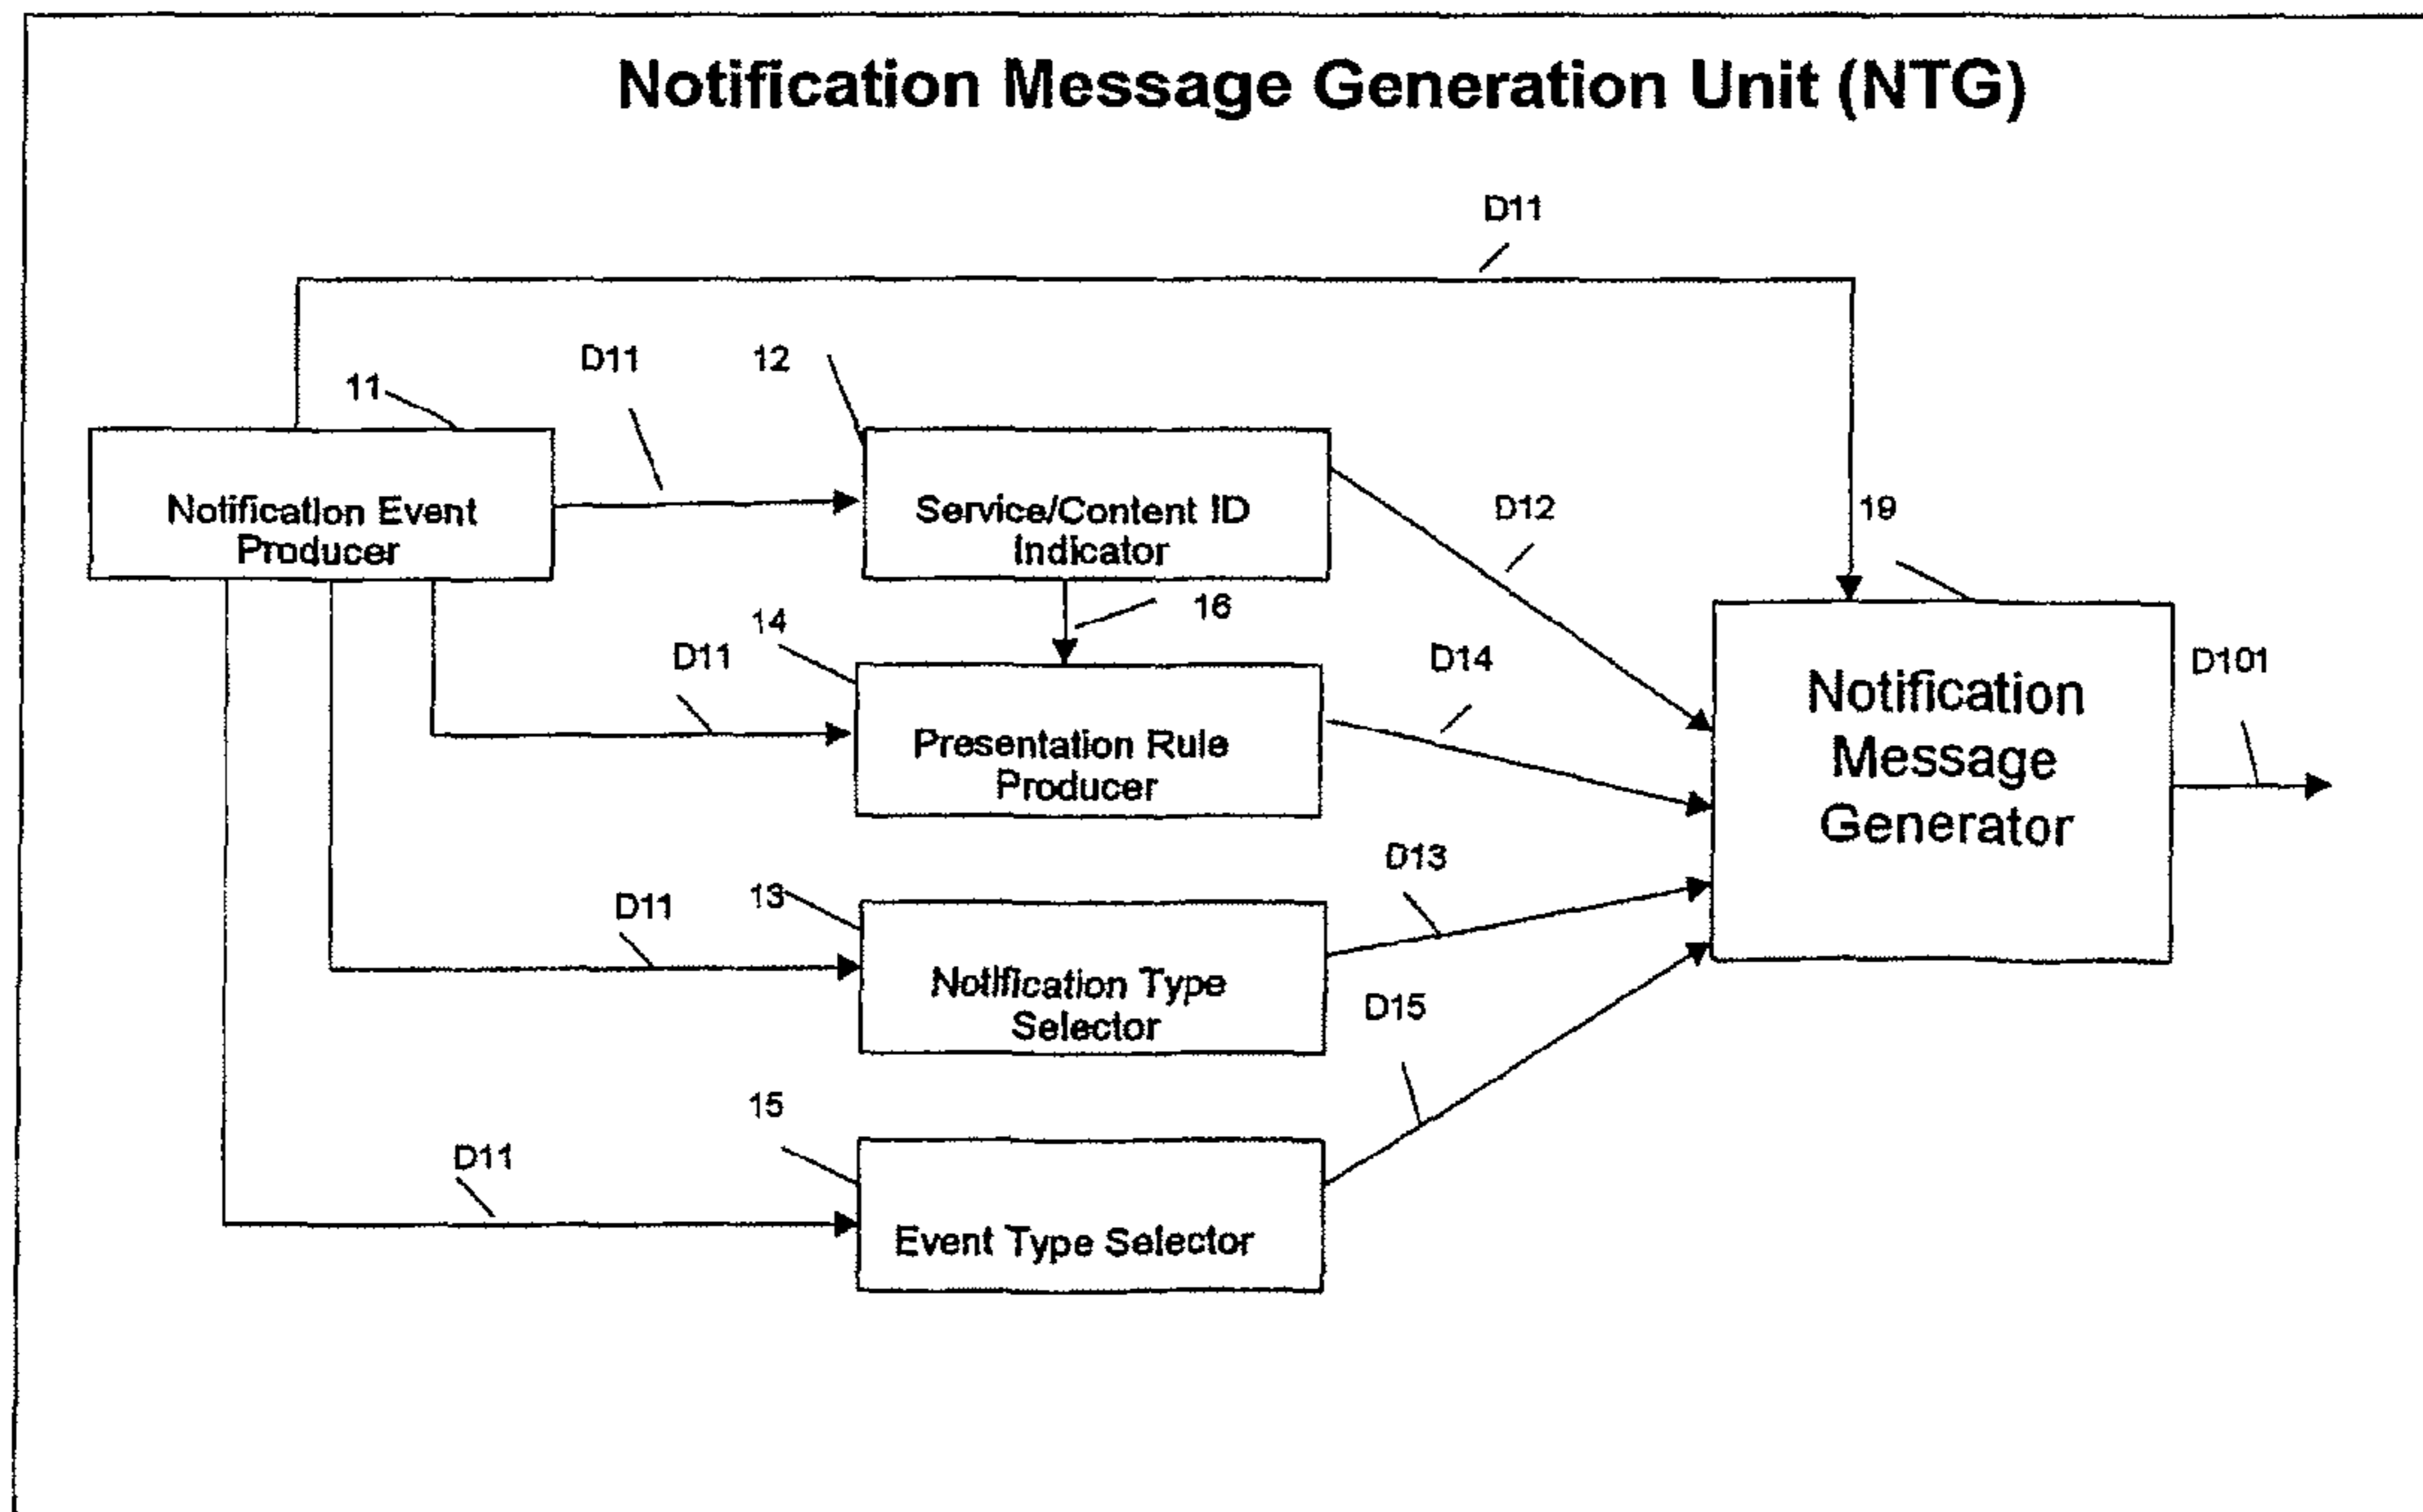 Notification Message Generation Unit (NTG)
D11
D11
12
11
Notification Event
Producer
Service/Content ID
Indicator
D12
19
16
14
D11
D14
D101
Presentation Rule
Producer
Notification
Message
Generator
D13
13
D11
Notification Type
Selector
D15
15
D11
Event Type Selector